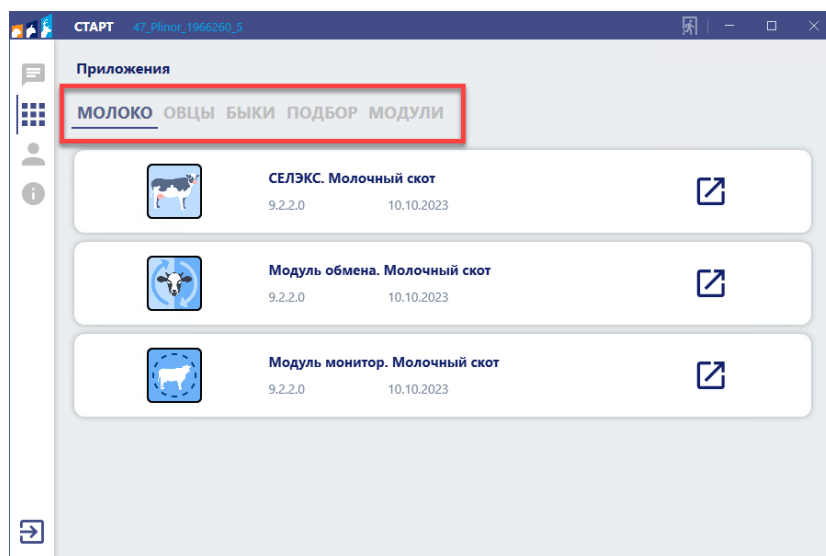 СТАРТ 47_Plinor_1966260_5
Приложения
МОЛОКО ОВЦЫ БЫКИ ПОДБОР МОДУЛИ
СЕЛЭКС. Молочный скот
9.2.2.0 10.10.2023
Модуль обмена. Молочный скот
9.2.2.0 10.10.2023
Модуль монитор. Молочный скот
9.2.2.0 10.10.2023